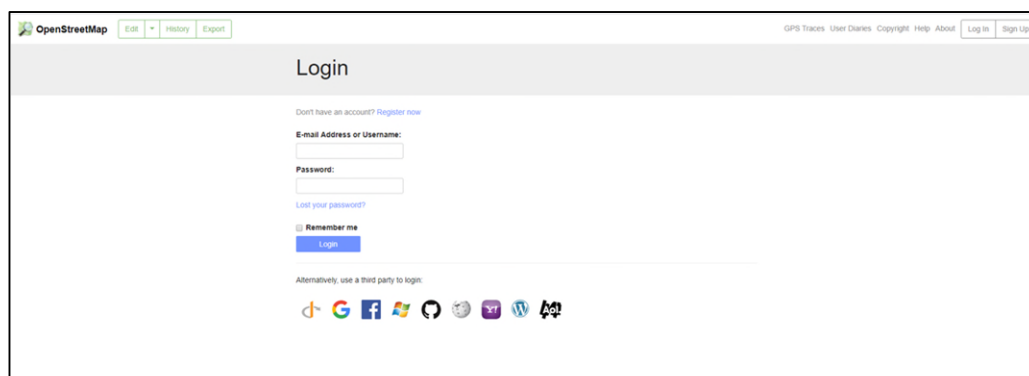 OpenStreetMap Edit History Export GPS Traces User Diaries Copyright Help About Log In Sign Up
Login
Don't have an account? Register now
E-mail Address or Username:
Password:
Lost your password?
Remember me
Login
Alternatively, use a third party to login:
G f Y! W Aol.